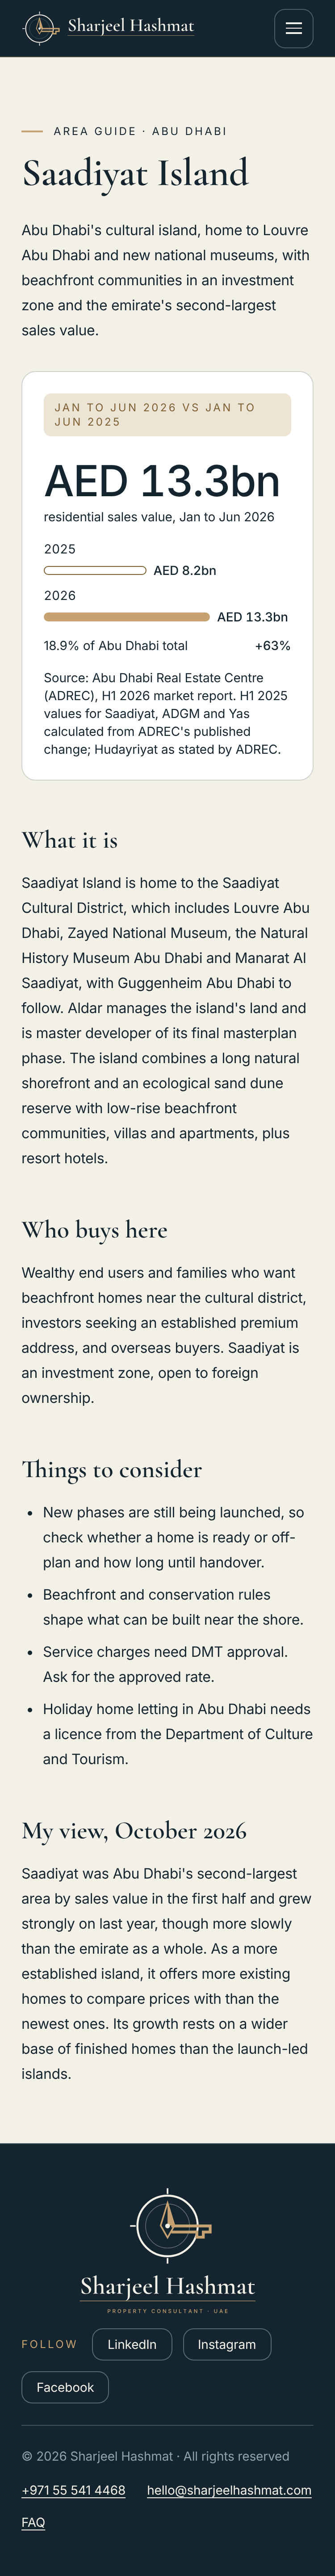 Sharjeel Hashmat
AREA GUIDE · ABU DHABI
Saadiyat Island
Abu Dhabi's cultural island, home to Louvre
Abu Dhabi and new national museums, with
beachfront communities in an investment
zone and the emirate's second-largest
sales value.
JAN TO JUN 2026 VS JAN TO
JUN 2025
AED 13.3bn
residential sales value, Jan to Jun 2026
2025
AED 8.2bn
2026
AED 13.3bn
18.9% of Abu Dhabi total +63%
Source: Abu Dhabi Real Estate Centre
(ADREC), H1 2026 market report. H1 2025
values for Saadiyat, ADGM and Yas
calculated from ADREC's published
change; Hudayriyat as stated by ADREC.
What it is
Saadiyat Island is home to the Saadiyat
Cultural District, which includes Louvre Abu
Dhabi, Zayed National Museum, the Natural
History Museum Abu Dhabi and Manarat Al
Saadiyat, with Guggenheim Abu Dhabi to
follow. Aldar manages the island's land and
is master developer of its final masterplan
phase. The island combines a long natural
shorefront and an ecological sand dune
reserve with low-rise beachfront
communities, villas and apartments, plus
resort hotels.
Who buys here
Wealthy end users and families who want
beachfront homes near the cultural district,
investors seeking an established premium
address, and overseas buyers. Saadiyat is
an investment zone, open to foreign
ownership.
Things to consider
• New phases are still being launched, so
check whether a home is ready or off-
plan and how long until handover.
• Beachfront and conservation rules
shape what can be built near the shore.
• Service charges need DMT approval.
Ask for the approved rate.
• Holiday home letting in Abu Dhabi needs
a licence from the Department of Culture
and Tourism.
My view, October 2026
Saadiyat was Abu Dhabi's second-largest
area by sales value in the first half and grew
strongly on last year, though more slowly
than the emirate as a whole. As a more
established island, it offers more existing
homes to compare prices with than the
newest ones. Its growth rests on a wider
base of finished homes than the launch-led
islands.
Sharjeel Hashmat
PROPERTY CONSULTANT · UAE
FOLLOW LinkedIn Instagram
Facebook
© 2026 Sharjeel Hashmat · All rights reserved
+971 55 541 4468 hello@sharjeelhashmat.com
FAQ